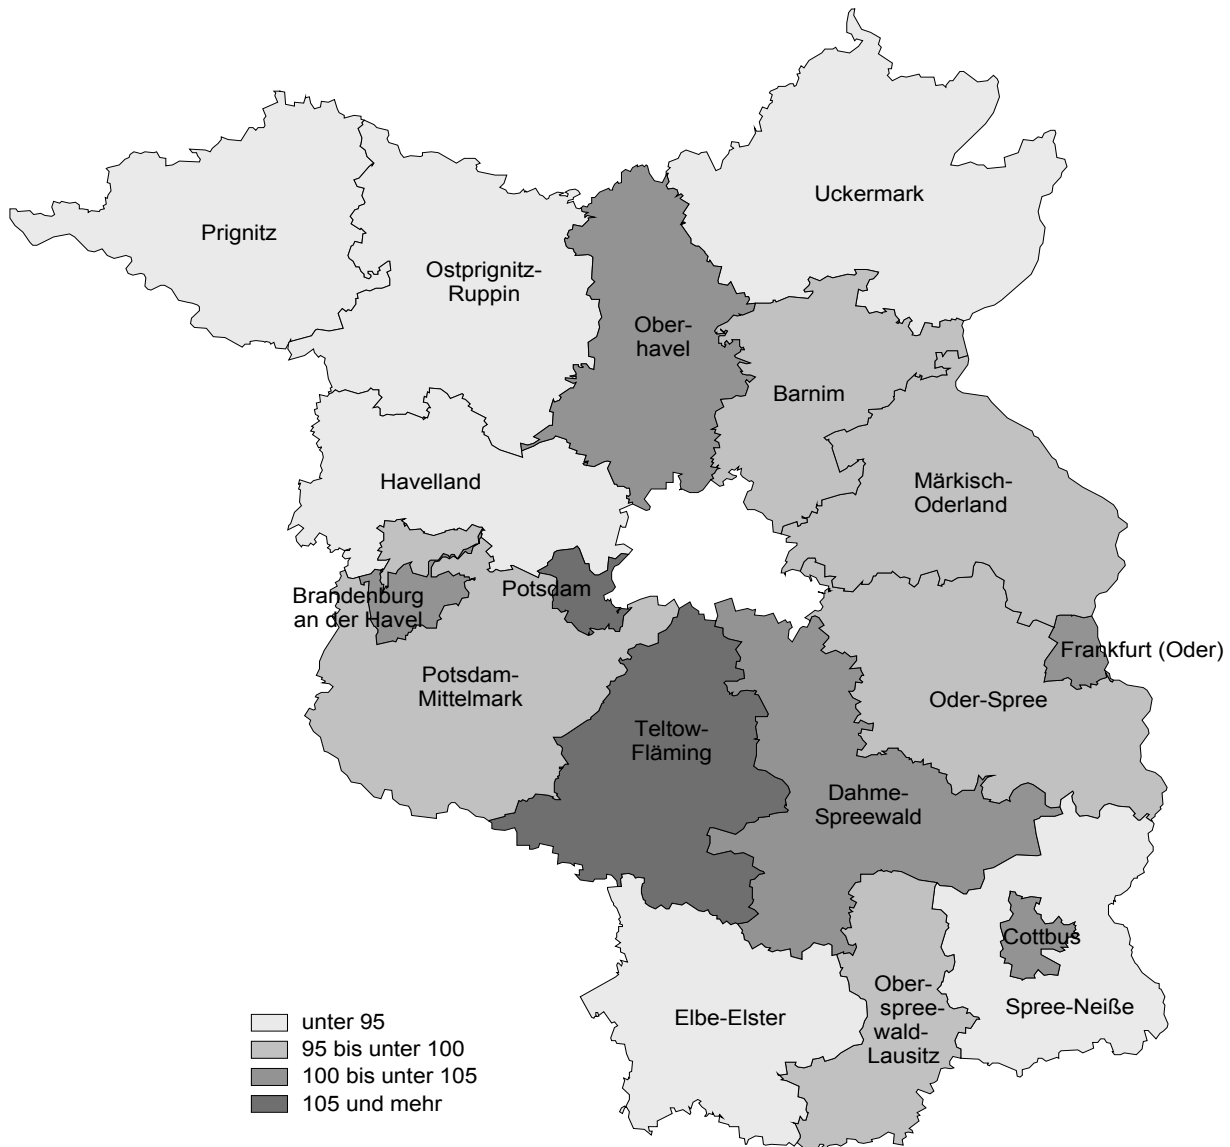 Uckermark
Prignitz
Ostprignitz-
Ruppin
Ober-
havel
Barnim
Havelland
Märkisch-
Oderland
Potsdam
Brandenburg
an der Havel
Frankfurt (Oder)
Potsdam-
Mittelmark
Oder-Spree
Teltow-
Fläming
Dahme-
Spreewald
Cottbus
Ober-
spree-
wald-
Lausitz
Spree-Neiße
Elbe-Elster
unter 95
95 bis unter 100
100 bis unter 105
105 und mehr